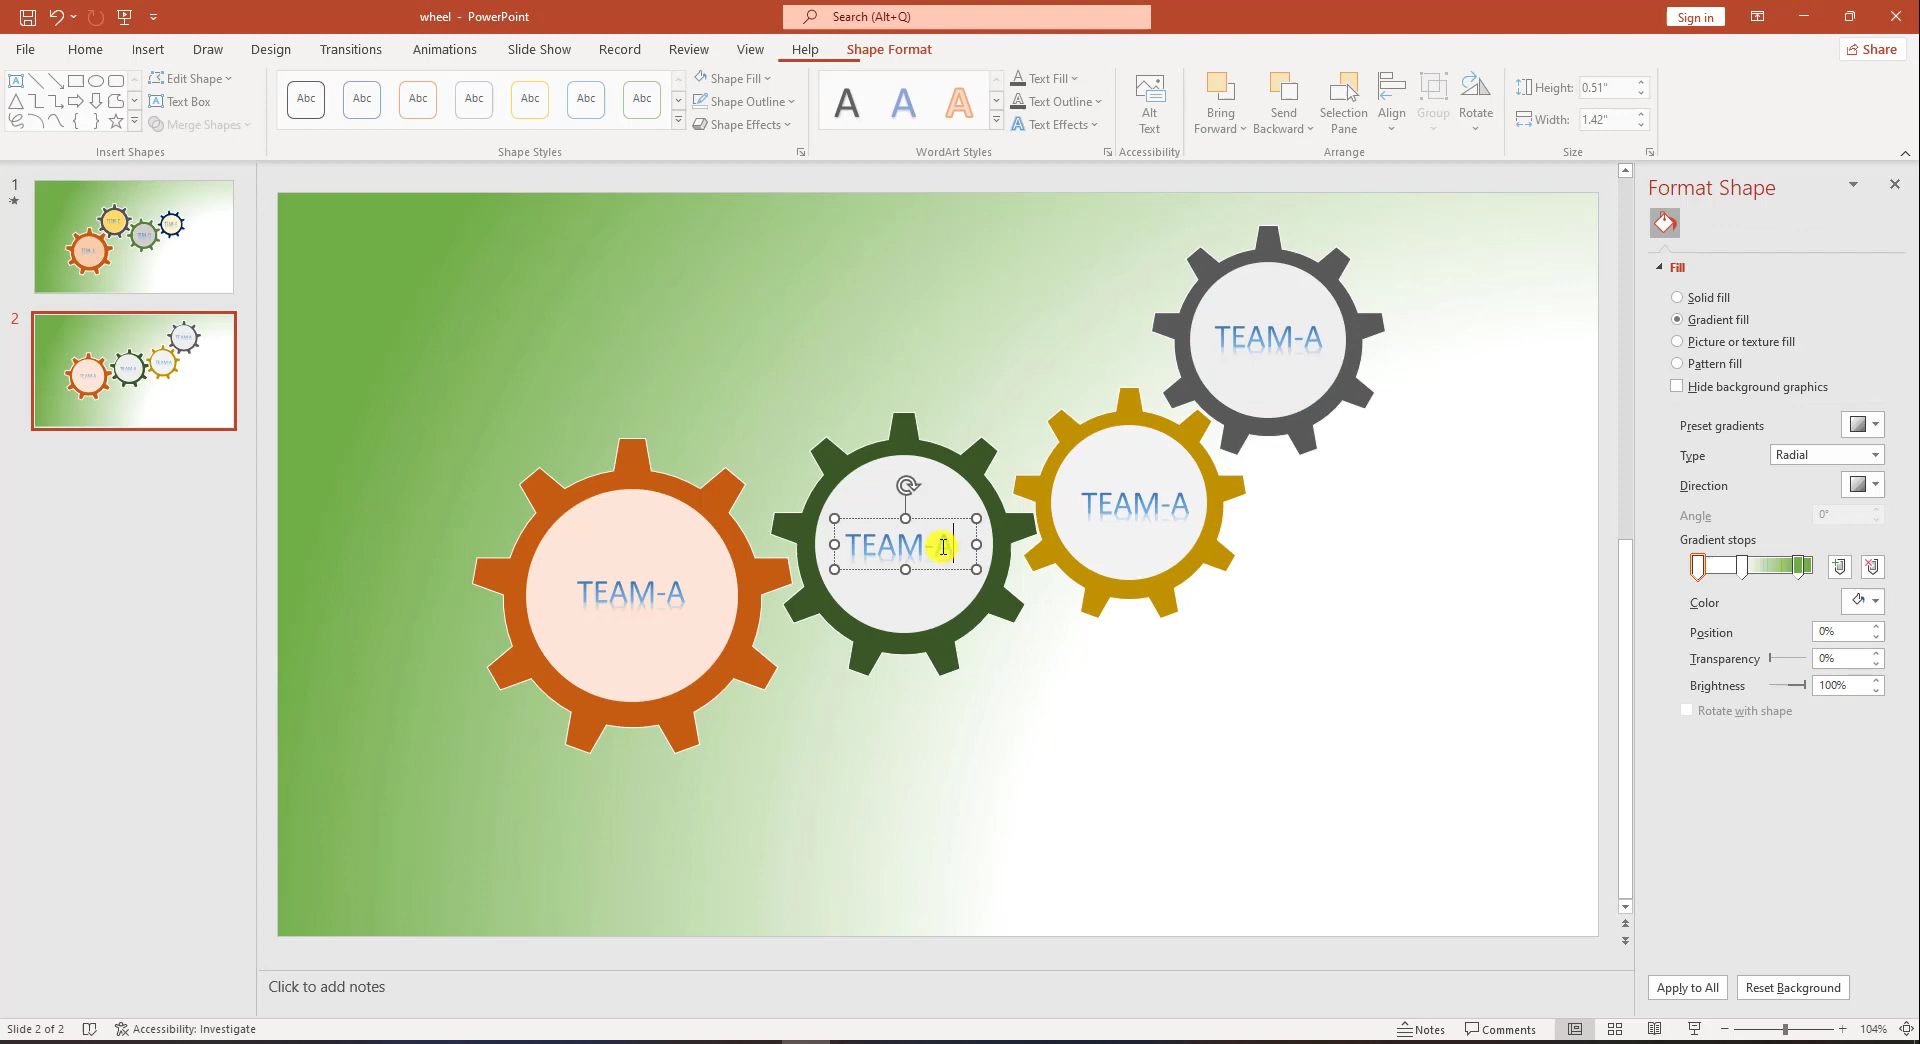 wheel - PowerPoint
Search (Alt+Q)
Sign in
File
Home
Insert
Draw
Design
Transitions
Animations
Slide Show
Record
Review
View
Help
Shape Format
Share
Edit Shape
Text Box
Merge Shapes
Insert Shapes
Abc
Abc
Abc
Abc
Abc
Abc
Abc
Shape Fill
Shape Outline
Shape Effects
Shape Styles
A
A
A
Text Fill
Text Outline
Text Effects
WordArt Styles
Alt
Text
Accessibility
Bring
Forward
Send
Backward
Selection
Pane
Align
Group
Rotate
Arrange
Height: 0.51"
Width: 1.42"
Size
1
2
TEAM-A
TEAM-A
TEAM-A
TEAM-A
Format Shape
Fill
Solid fill
Gradient fill
Picture or texture fill
Pattern fill
Hide background graphics
Preset gradients
Type Radial
Direction
Angle 0°
Gradient stops
Color
Position 0%
Transparency 0%
Brightness 100%
Rotate with shape
Apply to All
Reset Background
Click to add notes
Slide 2 of 2
Accessibility: Investigate
Notes
Comments
104%